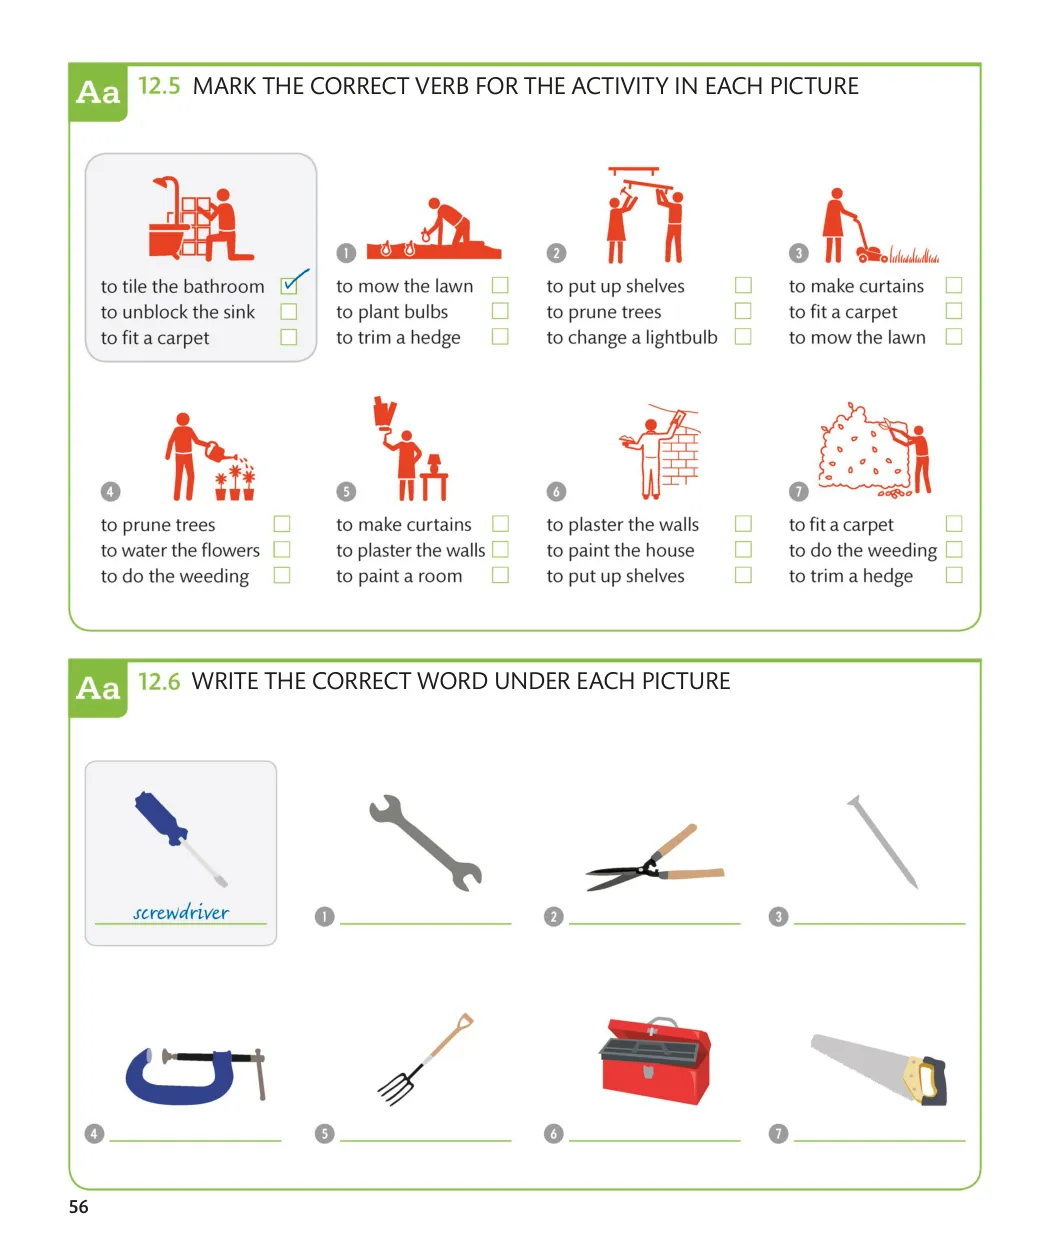 Aa 12.5 MARK THE CORRECT VERB FOR THE ACTIVITY IN EACH PICTURE
to tile the bathroom
to unblock the sink
to fit a carpet
1
to mow the lawn
to plant bulbs
to trim a hedge
2
to put up shelves
to prune trees
to change a lightbulb
3
to make curtains
to fit a carpet
to mow the lawn
4
to prune trees
to water the flowers
to do the weeding
5
to make curtains
to plaster the walls
to paint a room
6
to plaster the walls
to paint the house
to put up shelves
7
to fit a carpet
to do the weeding
to trim a hedge
Aa 12.6 WRITE THE CORRECT WORD UNDER EACH PICTURE
screwdriver
1
2
3
4
5
6
7
56